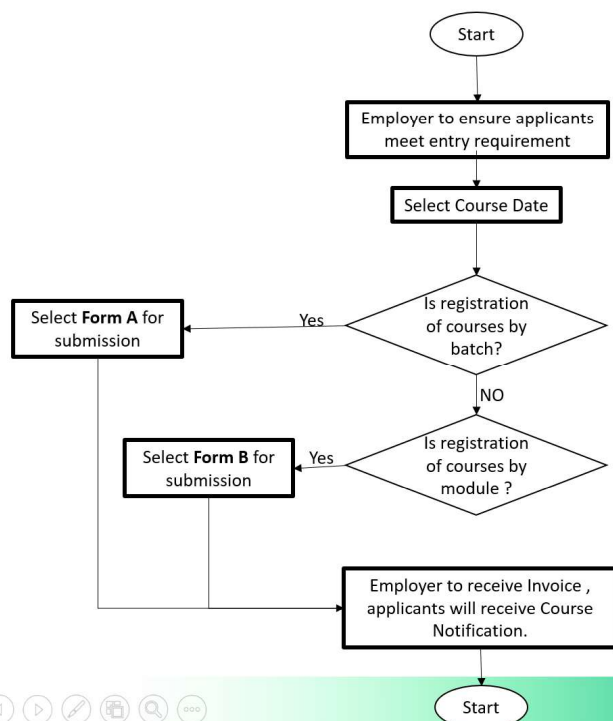 Start
Employer to ensure applicants
meet entry requirement
Select Course Date
Is registration
of courses by
batch?
Yes
Select Form A for
submission
NO
Is registration
of courses by
module ?
Yes
Select Form B for
submission
Employer to receive Invoice ,
applicants will receive Course
Notification.
Start